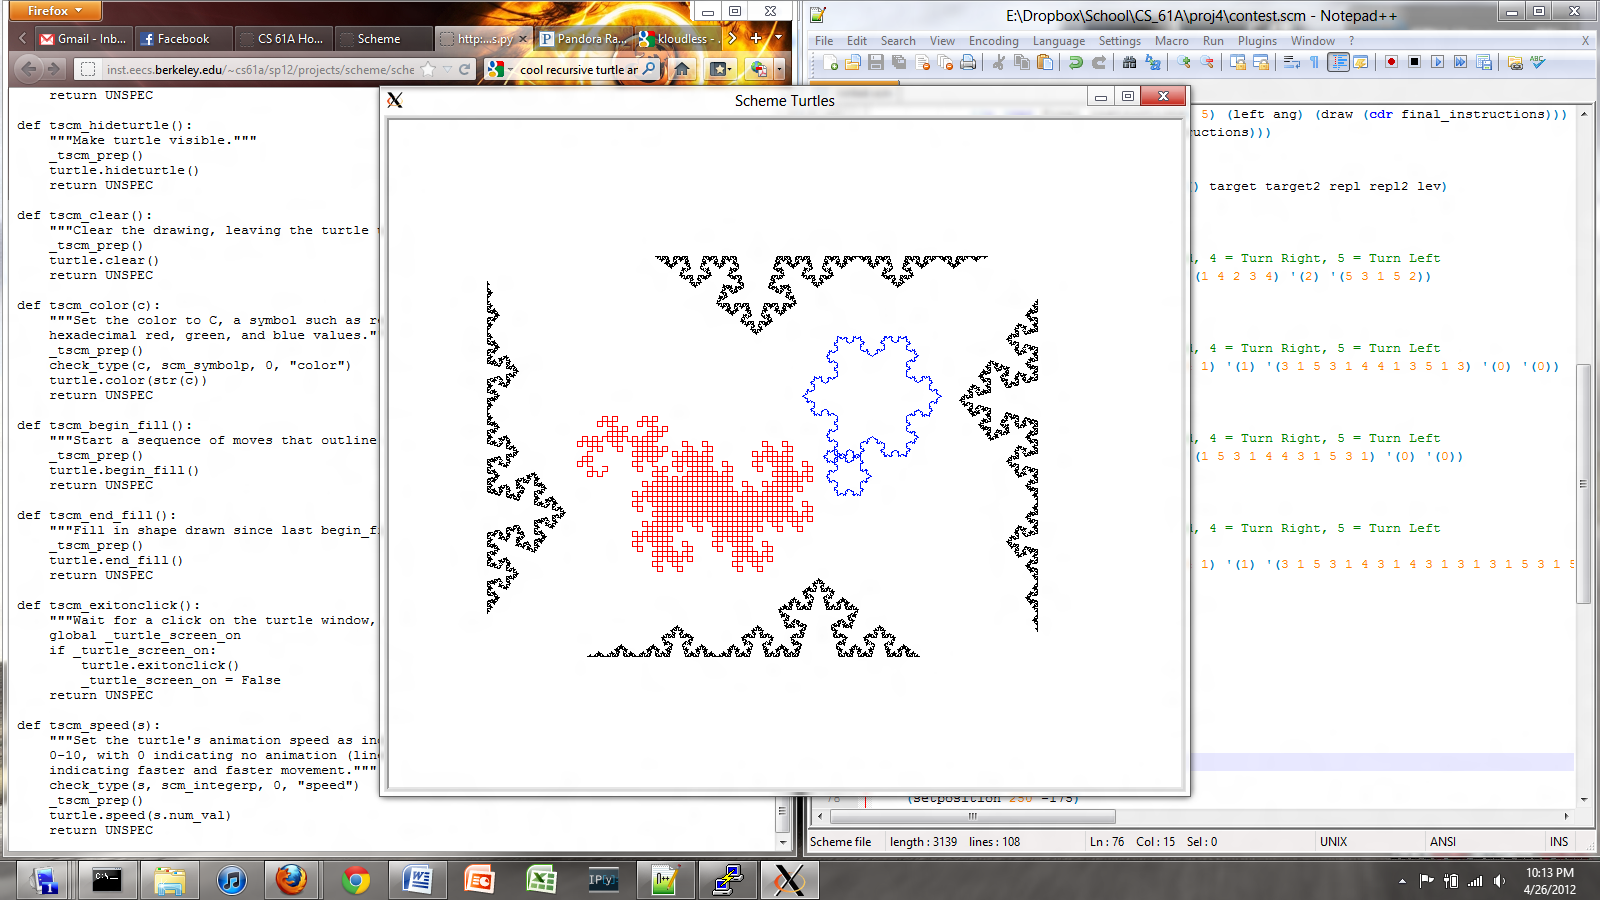 Firefox
Gmail - Inb...
Facebook
CS 61A Ho...
Scheme
http:...s.py
Pandora Ra...
kloudless - ..
inst.eecs.berkeley.edu/~cs61a/sp12/projects/scheme/sche
cool recursive turtle ar
return UNSPEC
def tscm_hideturtle():
"""Make turtle visible."""
_tscm_prep()
turtle.hideturtle()
return UNSPEC
def tscm_clear():
"""Clear the drawing, leaving the turtle
_tscm_prep()
turtle.clear()
return UNSPEC
def tscm_color(c):
"""Set the color to C, a symbol such as
hexadecimal red, green, and blue values."
_tscm_prep()
check_type(c, scm_symbolp, 0, "color")
turtle.color(str(c))
return UNSPEC
def tscm_begin_fill():
"""Start a sequence of moves that outline
_tscm_prep()
turtle.begin_fill()
return UNSPEC
def tscm_end_fill():
"""Fill in shape drawn since last begin_f
_tscm_prep()
turtle.end_fill()
return UNSPEC
def tscm_exitonclick():
"""Wait for a click on the turtle window,
global _turtle_screen_on
if _turtle_screen_on:
turtle.exitonclick()
_turtle_screen_on = False
return UNSPEC
def tscm_speed(s):
"""Set the turtle's animation speed as in
0-10, with 0 indicating no animation (lin
indicating faster and faster movement."""
check_type(s, scm_integerp, 0, "speed")
_tscm_prep()
turtle.speed(s.num_val)
return UNSPEC
Scheme Turtles
E:\Dropbox\School\CS_61A\proj4\contest.scm - Notepad++
File Edit Search View Encoding Language Settings Macro Run Plugins Window ? X
5) (left ang) (draw (cdr final_instructions)))
uctions)))
) target target2 repl repl2 lev)
, 4 = Turn Right, 5 = Turn Left
(1 4 2 3 4) '(2) '(5 3 1 5 2))
, 4 = Turn Right, 5 = Turn Left
1) '(1) '(3 1 5 3 1 4 4 1 3 5 1 3) '(0) '(0))
, 4 = Turn Right, 5 = Turn Left
(1 5 3 1 4 4 3 1 5 3 1) '(0) '(0))
, 4 = Turn Right, 5 = Turn Left
1) '(1) '(3 1 5 3 1 4 3 1 4 3 1 3 1 3 1 5 3 1 5
78 (setposition 250 -175)
Scheme file length : 3139 lines : 108 Ln : 76 Col : 15 Sel : 0 UNIX ANSI INS
C:\.
IP[y]:
10:13 PM
4/26/2012